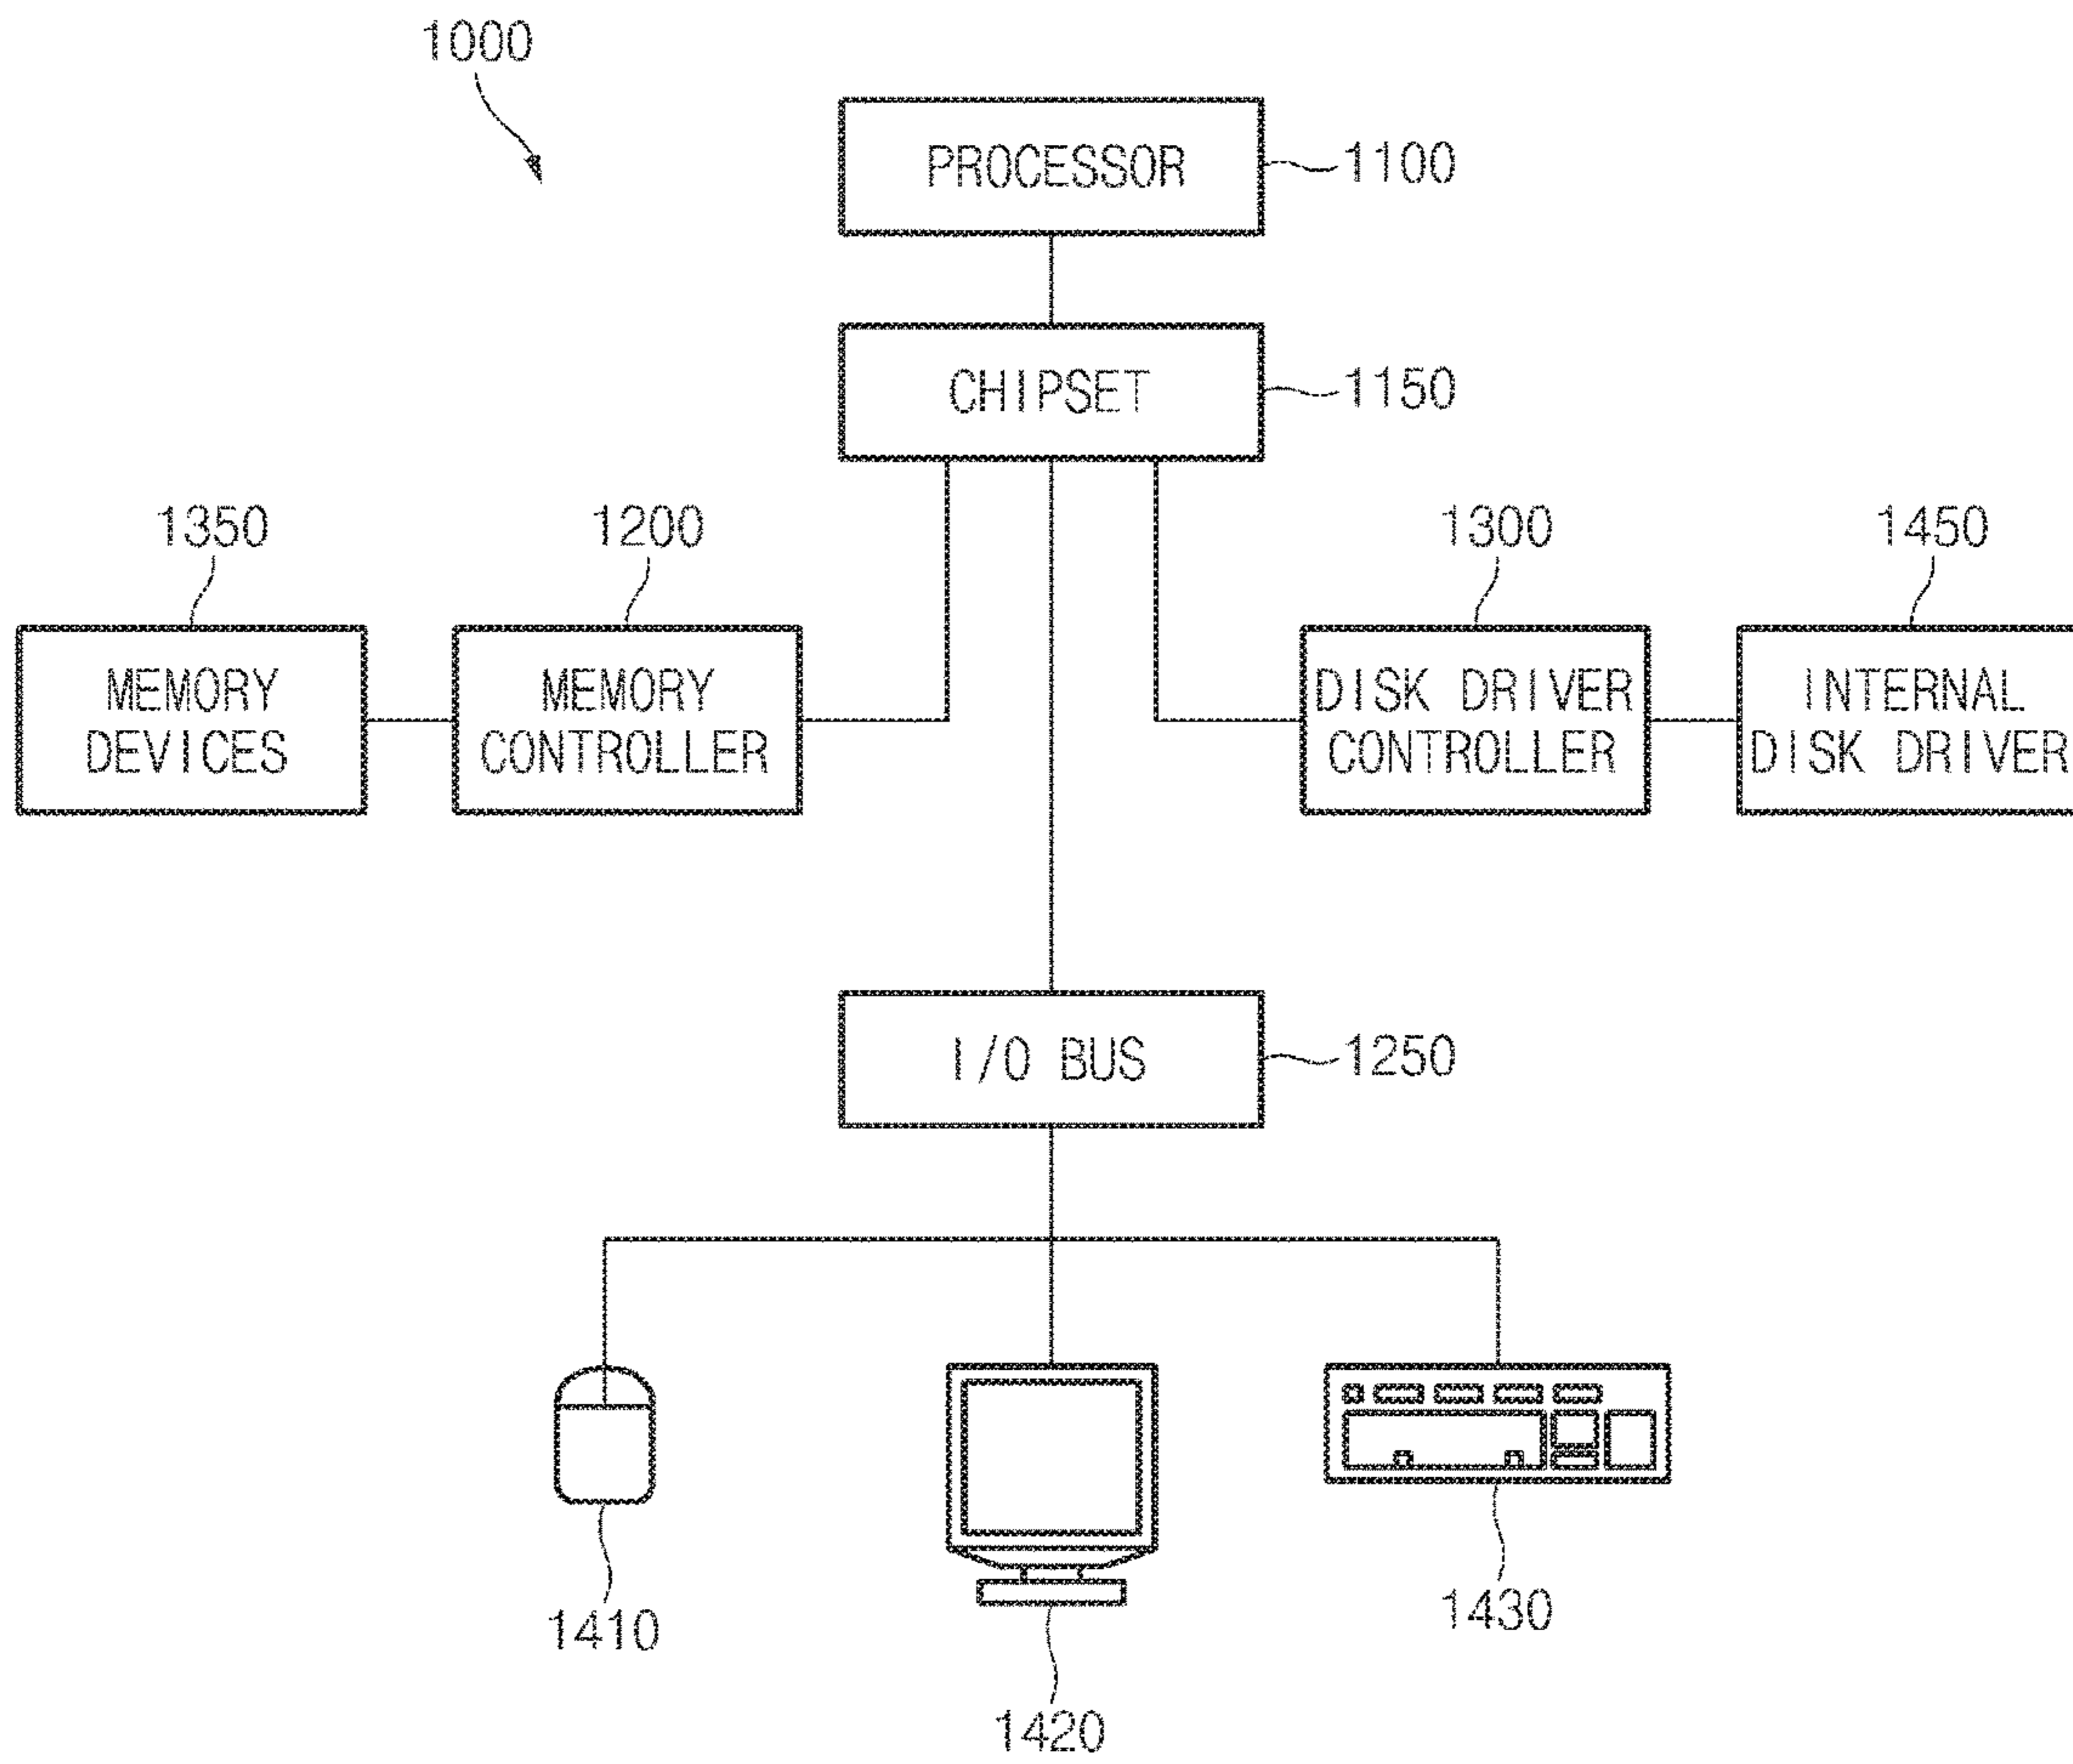 1000
PROCESSOR
1100
CHIPSET
1150
1350
1200
1300
1450
MEMORY
DEVICES
MEMORY
CONTROLLER
DISK DRIVER
CONTROLLER
INTERNAL
DISK DRIVER
I/O BUS
1250
1410
1420
1430